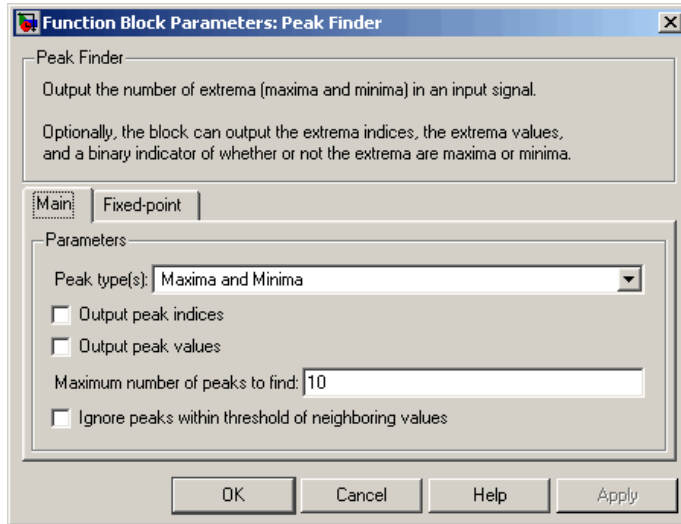 Function Block Parameters: Peak Finder
Peak Finder
Output the number of extrema (maxima and minima) in an input signal.
Optionally, the block can output the extrema indices, the extrema values,
and a binary indicator of whether or not the extrema are maxima or minima.
Main Fixed-point
Parameters
Peak type(s): Maxima and Minima
Output peak indices
Output peak values
Maximum number of peaks to find: 10
Ignore peaks within threshold of neighboring values
OK Cancel Help Apply